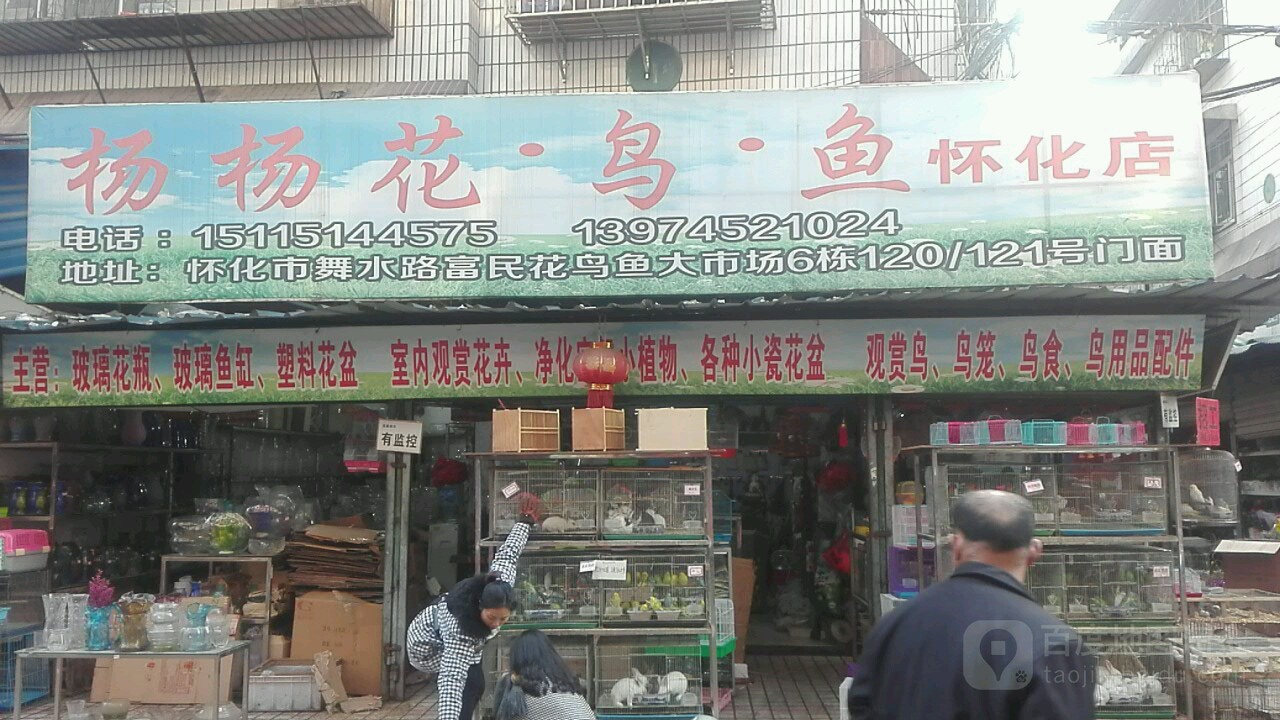 杨杨花·鸟·鱼 怀化店
电话：15115144575 13974521024
地址：怀化市舞水路富民花鸟鱼大市场6栋120/121号门面
主营：玻璃花瓶、玻璃鱼缸、塑料花盆 室内观赏花卉、净化 小植物、各种小瓷花盆 观赏鸟、鸟笼、鸟食、鸟用品配件
有监控